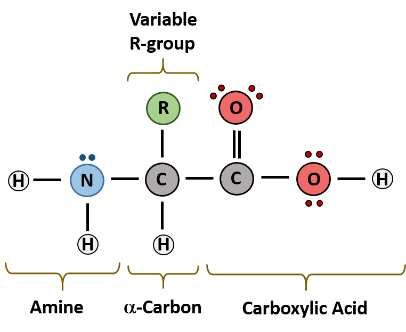 Variable
R-group
R O
H N C C O H
H H
Amine α-Carbon Carboxylic Acid